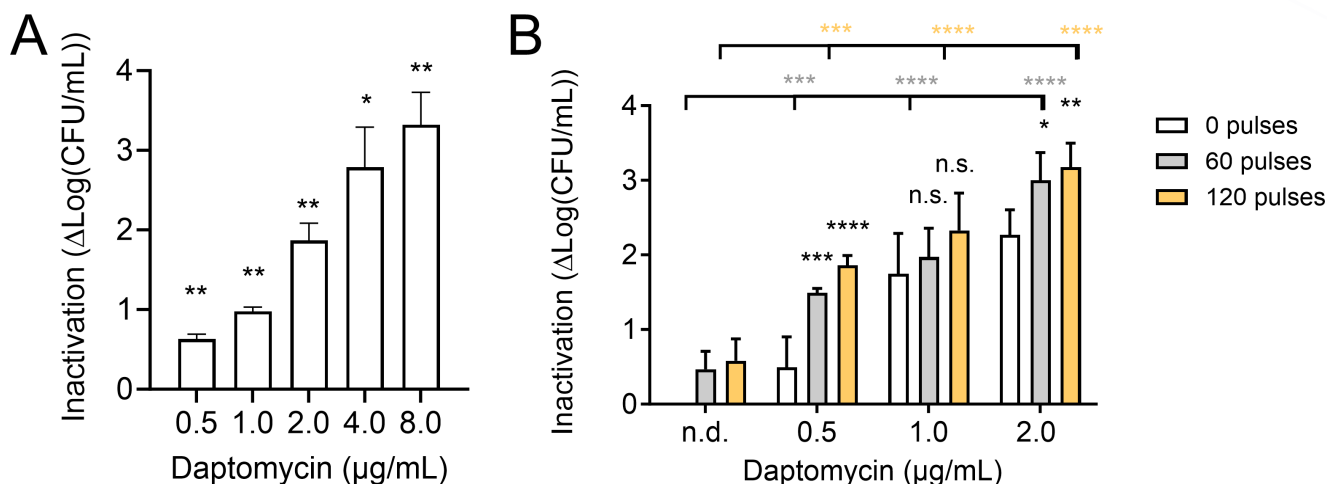 A
Inactivation (ΔLog(CFU/mL))
4
3
2
1
0
**
**
**
*
**
0.5 1.0 2.0 4.0 8.0
Daptomycin (µg/mL)
B
*** **** ****
*** **** ****
Inactivation (ΔLog(CFU/mL))
4
3
2
1
0
***
****
n.s.
n.s.
*
**
n.d. 0.5 1.0 2.0
Daptomycin (µg/mL)
0 pulses
60 pulses
120 pulses